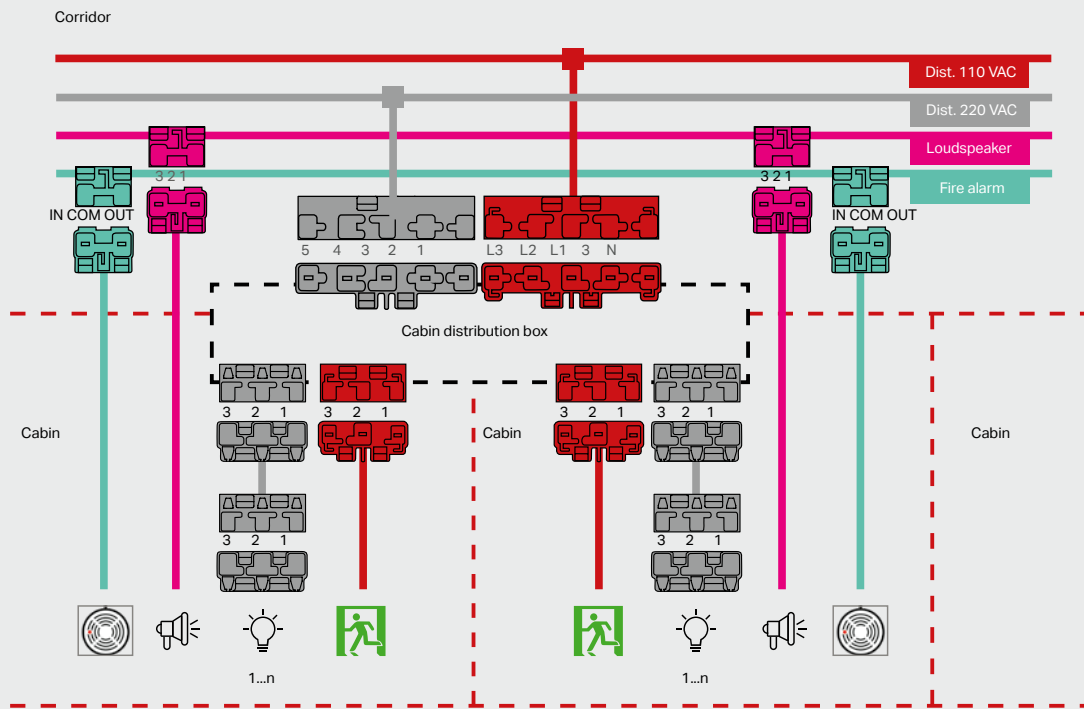 Corridor
Dist. 110 VAC
Dist. 220 VAC
Loudspeaker
3 2 1
3 2 1
Fire alarm
IN COM OUT
IN COM OUT
5 4 3 2 1
L3 L2 L1 3 N
Cabin distribution box
3 2 1
3 2 1
3 2 1
3 2 1
Cabin
Cabin
Cabin
3 2 1
3 2 1
1...n
1...n